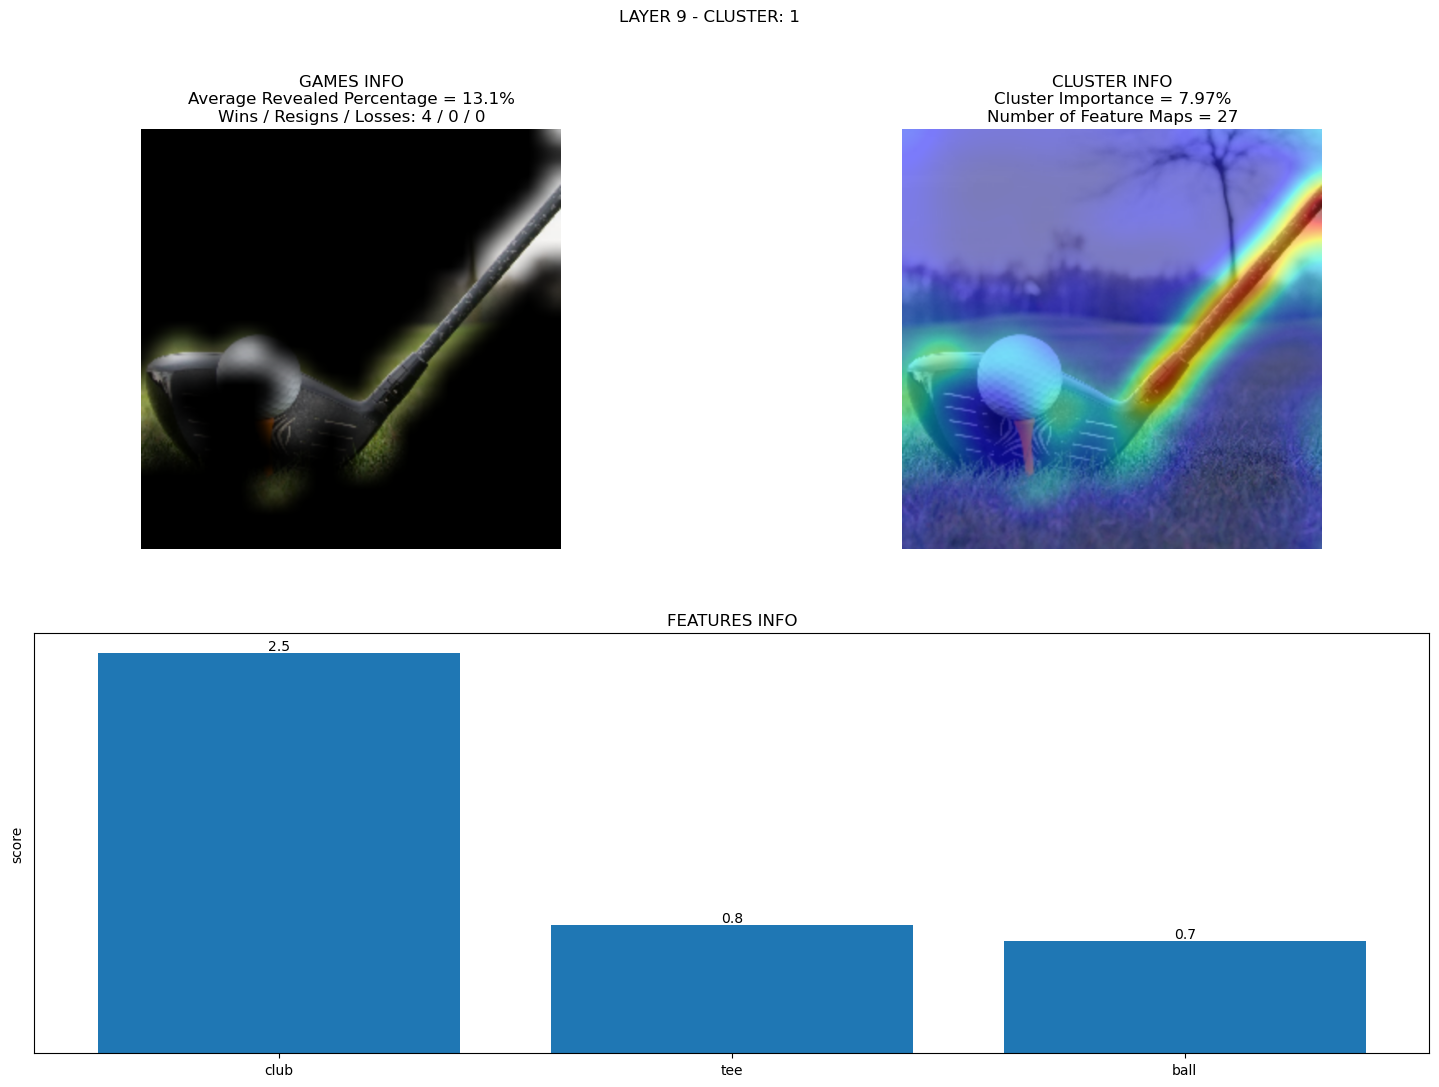 LAYER 9 - CLUSTER: 1
GAMES INFO
Average Revealed Percentage = 13.1%
Wins / Resigns / Losses: 4 / 0 / 0
CLUSTER INFO
Cluster Importance = 7.97%
Number of Feature Maps = 27
FEATURES INFO
score
2.5
0.8
0.7
club
tee
ball